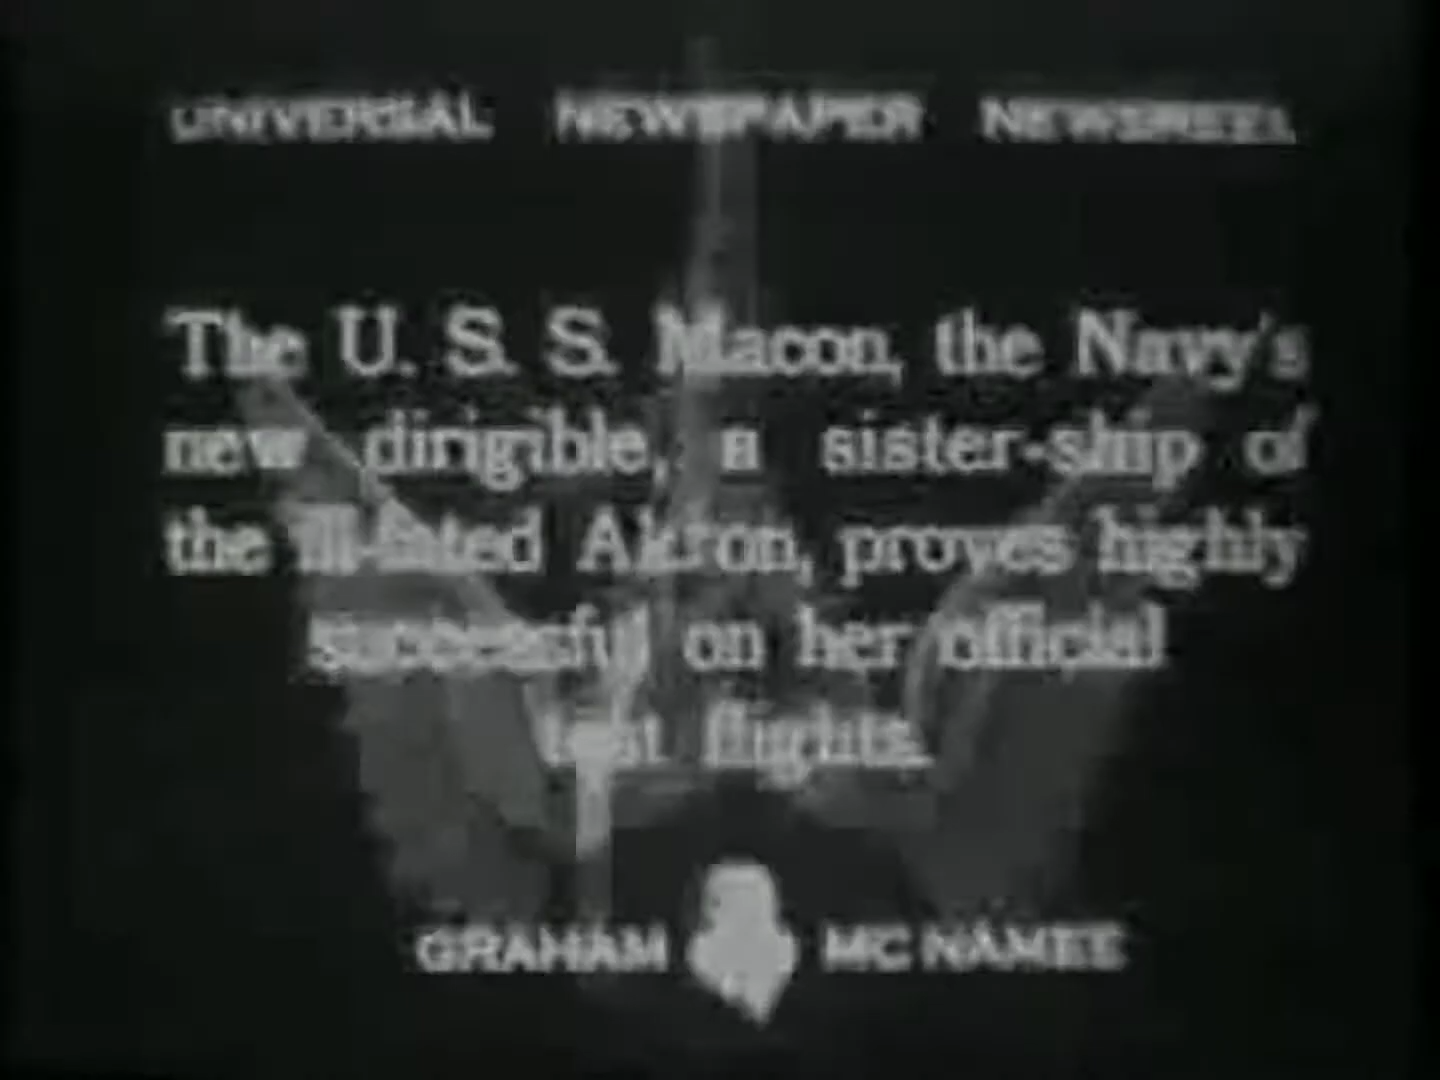 UNIVERSAL NEWSPAPER NEWSREEL
The U. S. S. Macon, the Navy's
new dirigible, a sister-ship of
the ill-fated Akron, proves highly
successful on her official
test flights.
GRAHAM MC NAMEE